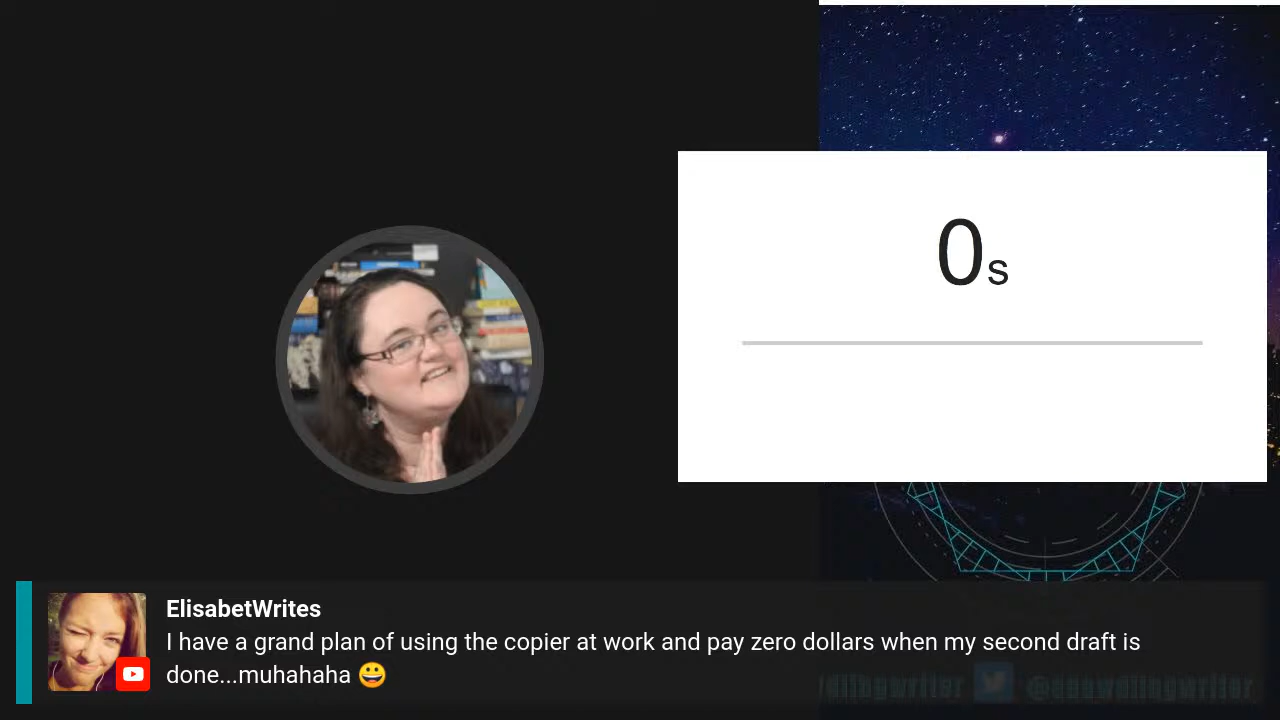 0s
ElisabetWrites
I have a grand plan of using the copier at work and pay zero dollars when my second draft is
done...muhahaha 😀